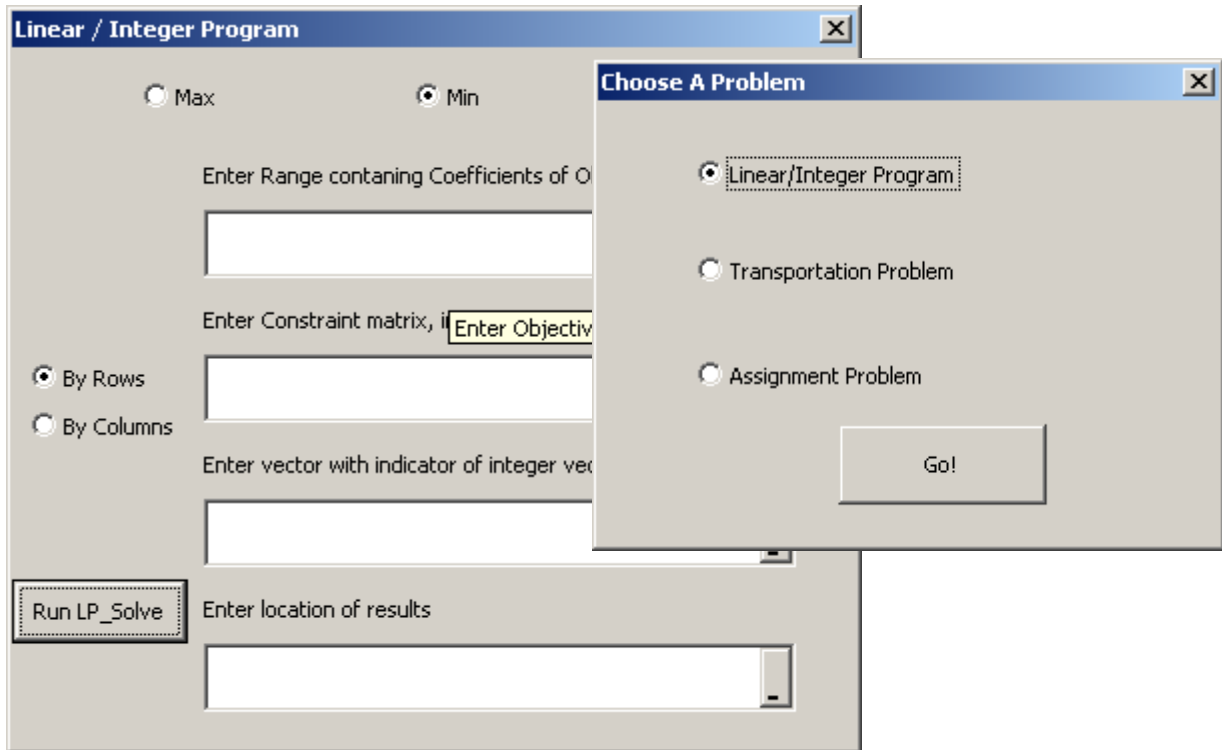 Linear / Integer Program
Max
Min
Enter Range contaning Coefficients of
Enter Constraint matrix,
Enter
By Rows
By Columns
Enter vector with indicator of integer
Run LP_Solve
Enter location of results
Choose A Problem
Linear/Integer Program
Transportation Problem
Assignment Problem
Go!